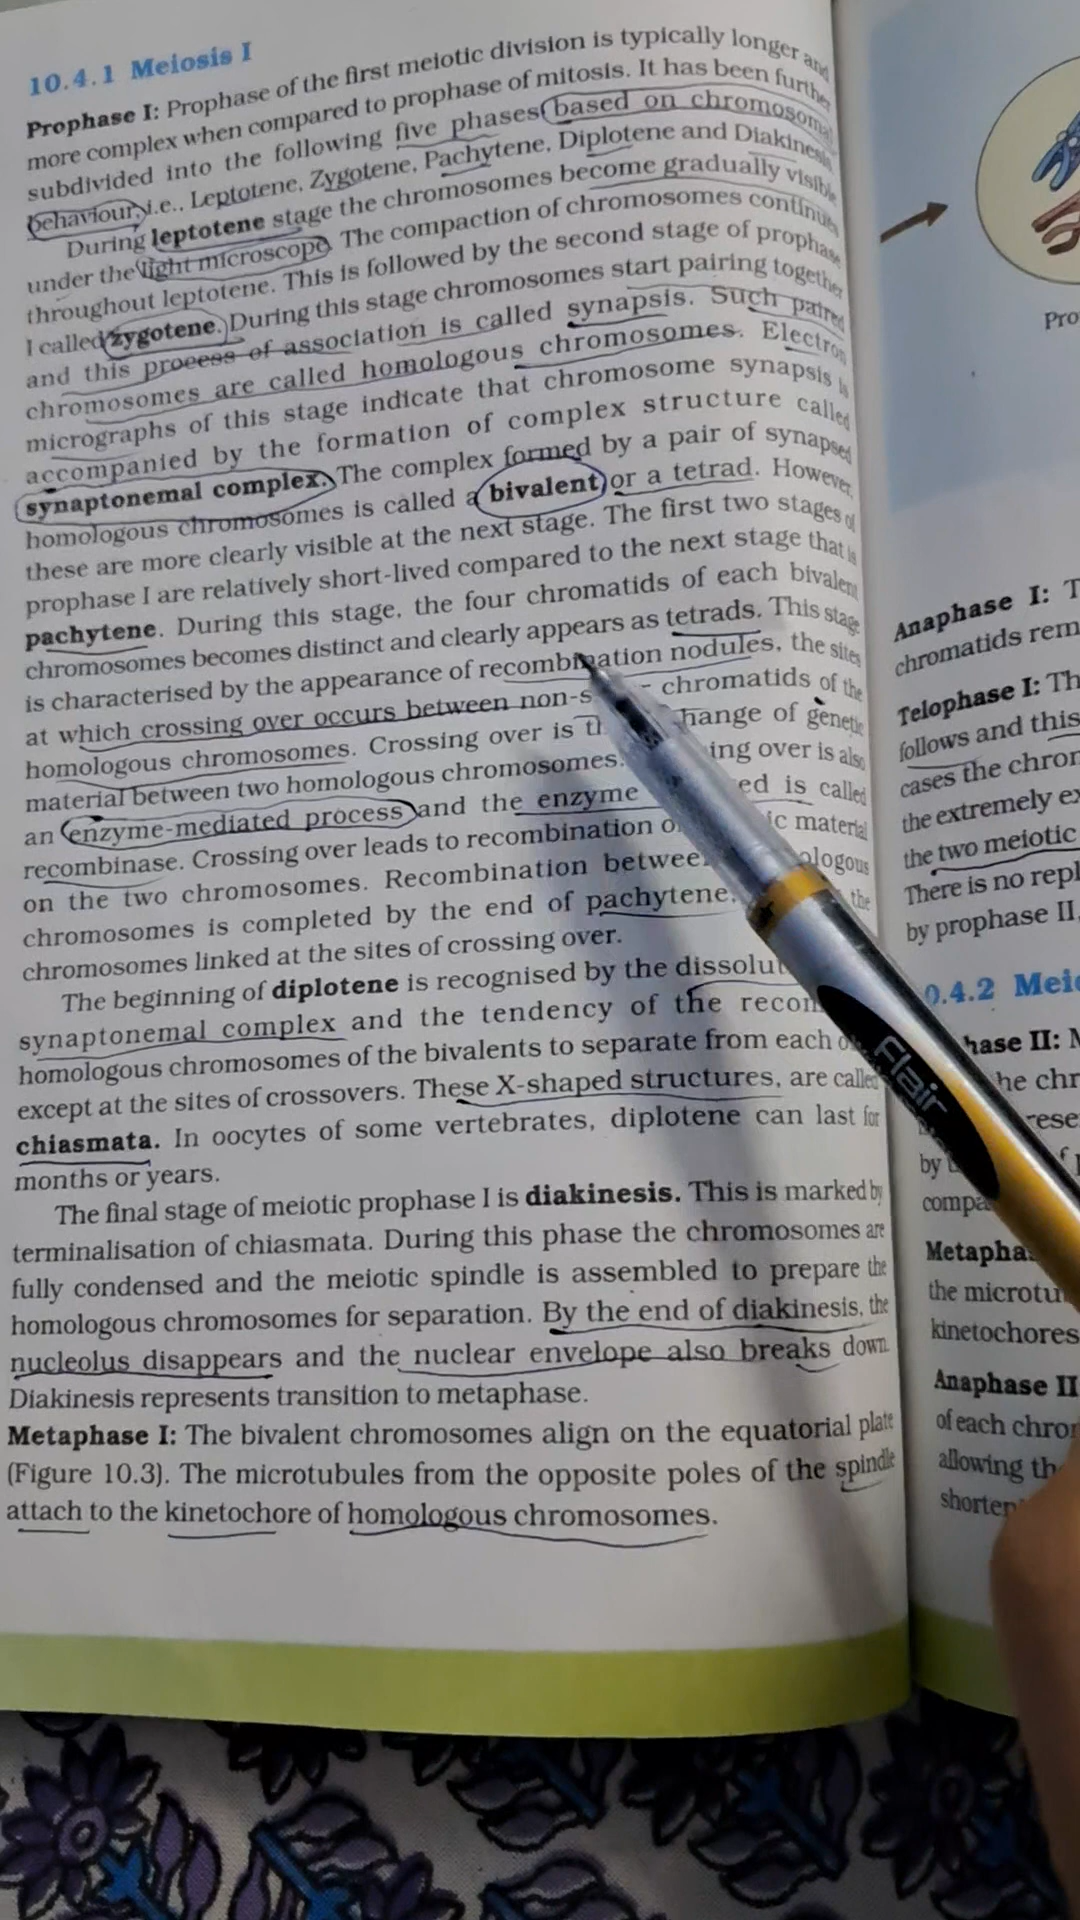 10.4.1 Meiosis I
Prophase I: Prophase of the first meiotic division is typically longer and
more complex when compared to prophase of mitosis. It has been further
subdivided into the following five phases based on chromosomal
behaviour, i.e., Leptotene, Zygotene, Pachytene, Diplotene and Diakinesis.
During leptotene stage the chromosomes become gradually visible
under the light microscope. The compaction of chromosomes continues
throughout leptotene. This is followed by the second stage of prophase
I called zygotene. During this stage chromosomes start pairing together
and this process of association is called synapsis. Such paired
chromosomes are called homologous chromosomes. Electron
micrographs of this stage indicate that chromosome synapsis is
accompanied by the formation of complex structure called
synaptonemal complex. The complex formed by a pair of synapsed
homologous chromosomes is called a bivalent or a tetrad. However,
these are more clearly visible at the next stage. The first two stages of
prophase I are relatively short-lived compared to the next stage that is
pachytene. During this stage, the four chromatids of each bivalent
chromosomes becomes distinct and clearly appears as tetrads. This stage
is characterised by the appearance of recombination nodules, the sites
at which crossing over occurs between non-s chromatids of the
homologous chromosomes. Crossing over is th hange of genetic
material between two homologous chromosomes. ing over is also
an enzyme-mediated process and the enzyme ed is called
recombinase. Crossing over leads to recombination o ic material
on the two chromosomes. Recombination between ologous
chromosomes is completed by the end of pachytene, the
chromosomes linked at the sites of crossing over.
The beginning of diplotene is recognised by the dissolut
synaptonemal complex and the tendency of the recom
homologous chromosomes of the bivalents to separate from each o
except at the sites of crossovers. These X-shaped structures, are called
chiasmata. In oocytes of some vertebrates, diplotene can last for
months or years.
The final stage of meiotic prophase I is diakinesis. This is marked by
terminalisation of chiasmata. During this phase the chromosomes are
fully condensed and the meiotic spindle is assembled to prepare the
homologous chromosomes for separation. By the end of diakinesis, the
nucleolus disappears and the nuclear envelope also breaks down.
Diakinesis represents transition to metaphase.
Metaphase I: The bivalent chromosomes align on the equatorial plate
(Figure 10.3). The microtubules from the opposite poles of the spindle
attach to the kinetochore of homologous chromosomes.
Pro
Anaphase I: T
chromatids rem
Telophase I: Th
follows and this
cases the chror
the extremely ex
the two meiotic
There is no repl
by prophase II,
0.4.2 Meio
hase II: M
he chr
rese
by
compa
Metapha
the microtu
kinetochores
Anaphase II
of each chror
allowing th
shorten
Flair